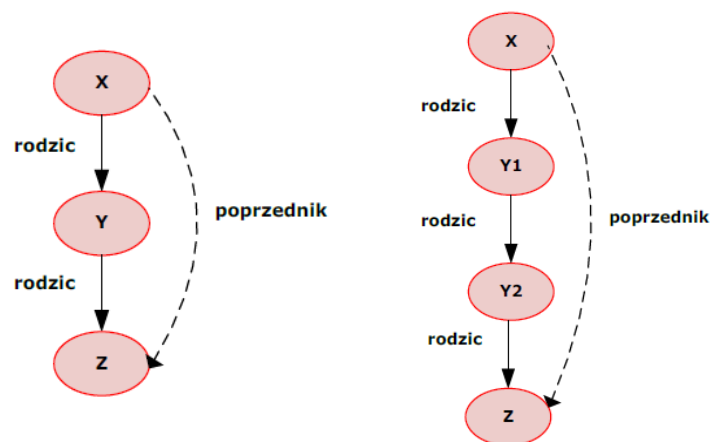 X
rodzic
Y
poprzednik
rodzic
Z
X
rodzic
Y1
rodzic
poprzednik
Y2
rodzic
Z